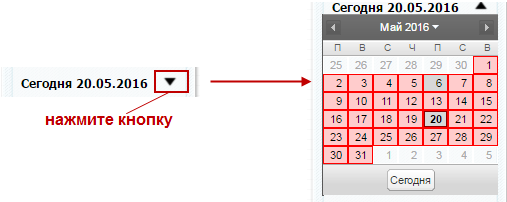 Сегодня 20.05.2016
нажмите кнопку
Сегодня 20.05.2016
Май 2016
П В С Ч П С В
25 26 27 28 29 30 1
2 3 4 5 6 7 8
9 10 11 12 13 14 15
16 17 18 19 20 21 22
23 24 25 26 27 28 29
30 31 1 2 3 4 5
Сегодня